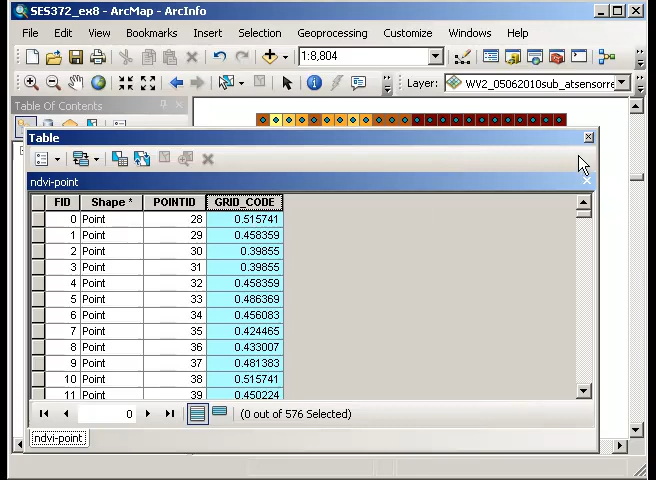 SES372_ex8 - ArcMap - ArcInfo
File Edit View Bookmarks Insert Selection Geoprocessing Customize Windows Help
1:8,804
Layer: WV2_05062010sub_atsensorre
Table Of Contents
Table
ndvi-point
FID Shape * POINTID GRID_CODE
0 Point 28 0.515741
1 Point 29 0.458359
2 Point 30 0.39855
3 Point 31 0.39855
4 Point 32 0.458359
5 Point 33 0.486369
6 Point 34 0.456083
7 Point 35 0.424465
8 Point 36 0.433007
9 Point 37 0.481383
10 Point 38 0.515741
11 Point 39 0.450224
0 (0 out of 576 Selected)
ndvi-point